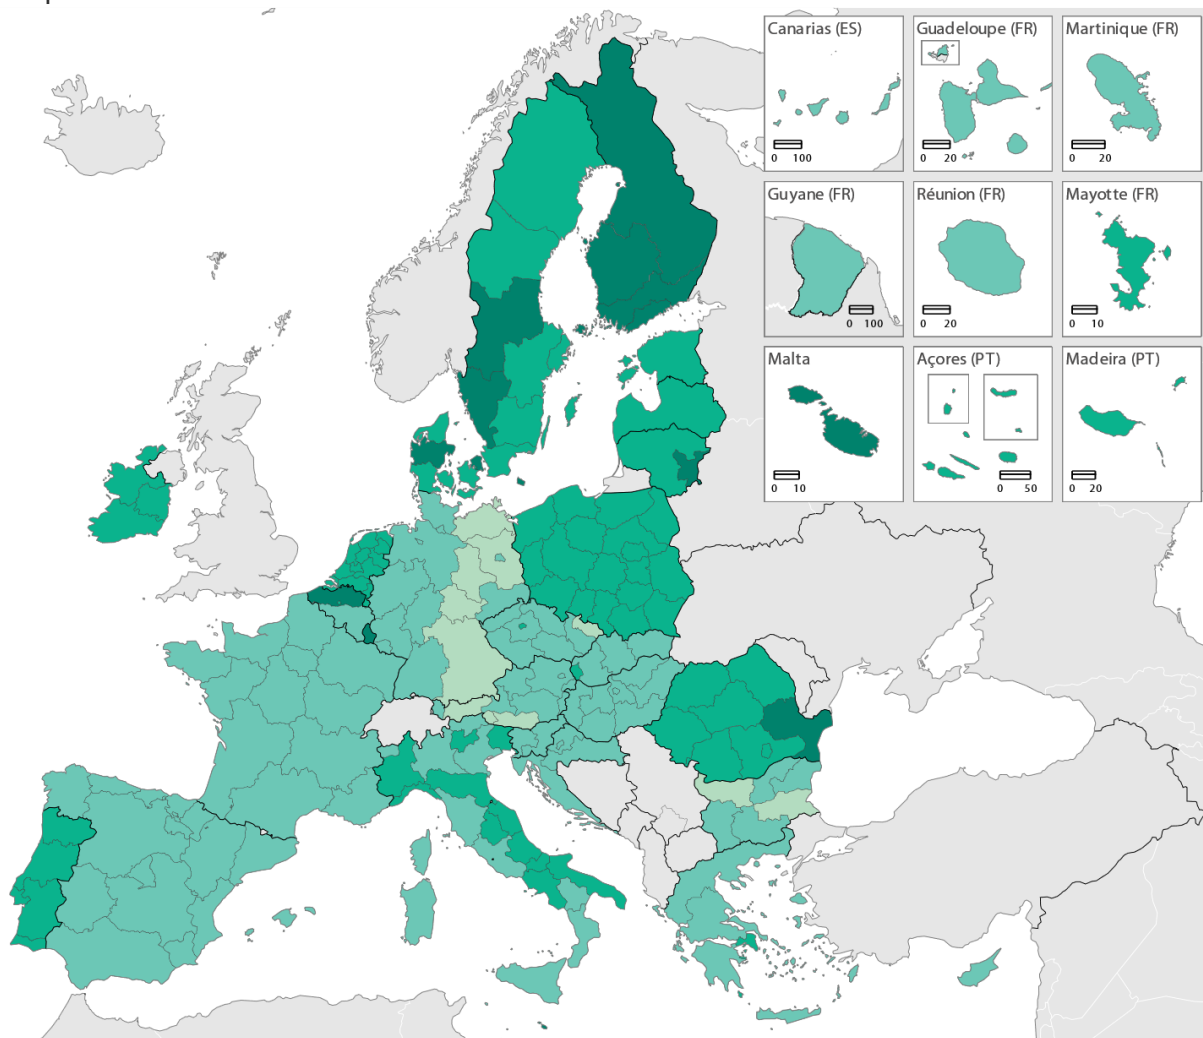 Canarias (ES)
0 100
Guadeloupe (FR)
0 20
Martinique (FR)
0 20
Guyane (FR)
0 100
Réunion (FR)
0 20
Mayotte (FR)
0 10
Malta
0 10
Açores (PT)
0 50
Madeira (PT)
0 20